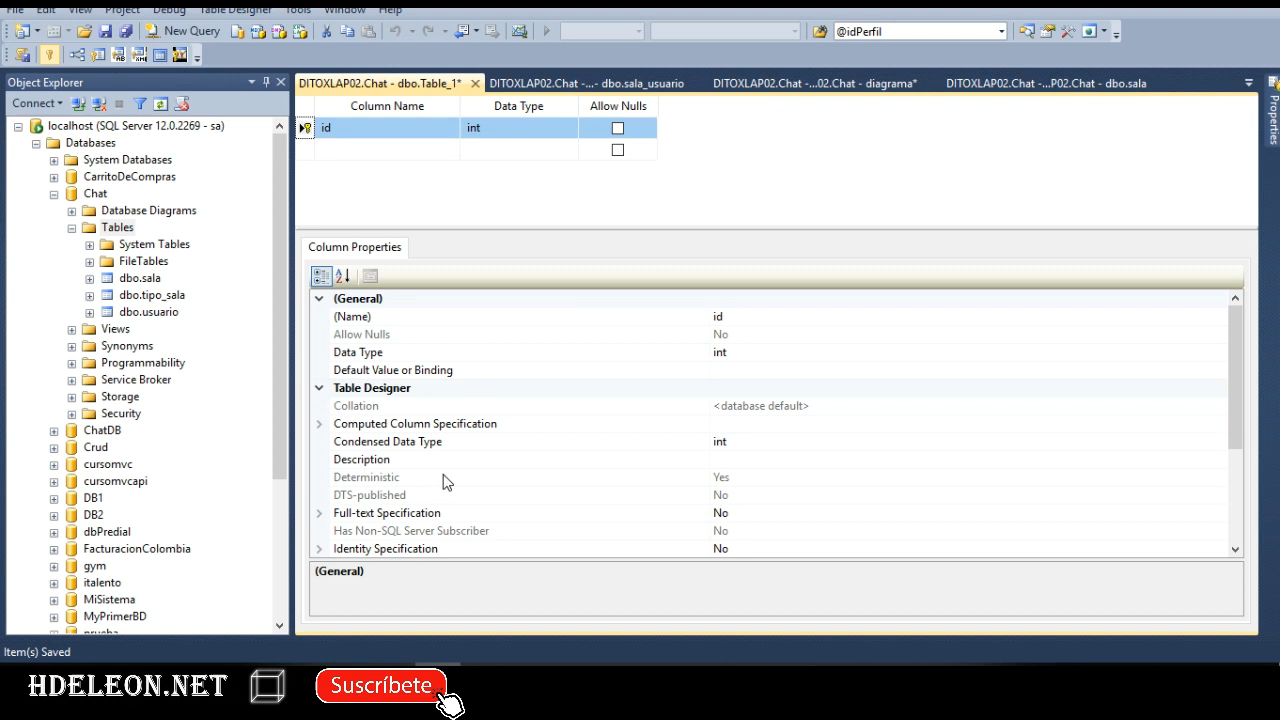 File Edit View Project Debug Table Designer Tools Window Help
New Query
@idPerfil
Object Explorer
DITOXLAP02.Chat - dbo.Table_1*
DITOXLAP02.Chat -...- dbo.sala_usuario
DITOXLAP02.Chat -...02.Chat - diagrama*
DITOXLAP02.Chat -...P02.Chat - dbo.sala
Properties
Connect
localhost (SQL Server 12.0.2269 - sa)
Databases
System Databases
CarritoDeCompras
Chat
Database Diagrams
Tables
System Tables
FileTables
dbo.sala
dbo.tipo_sala
dbo.usuario
Views
Synonyms
Programmability
Service Broker
Storage
Security
ChatDB
Crud
cursomvc
cursomvcapi
DB1
DB2
dbPredial
FacturacionColombia
gym
italento
MiSistema
MyPrimerBD
prueba
Column Name Data Type Allow Nulls
id int
Column Properties
(General)
(Name) id
Allow Nulls No
Data Type int
Default Value or Binding
Table Designer
Collation <database default>
Computed Column Specification
Condensed Data Type int
Description
Deterministic Yes
DTS-published No
Full-text Specification No
Has Non-SQL Server Subscriber No
Identity Specification No
(General)
Item(s) Saved
HDELEON.NET
Suscríbete